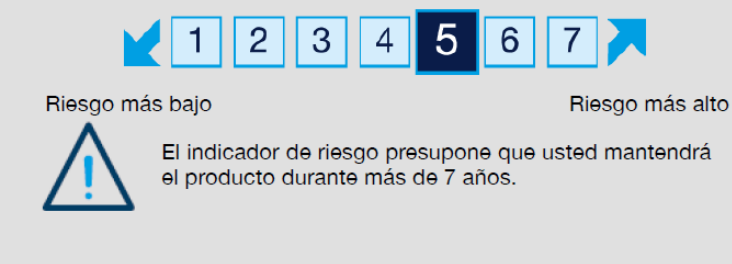 1 2 3 4 5 6 7
Riesgo más bajo Riesgo más alto
El indicador de riesgo presupone que usted mantendrá
el producto durante más de 7 años.